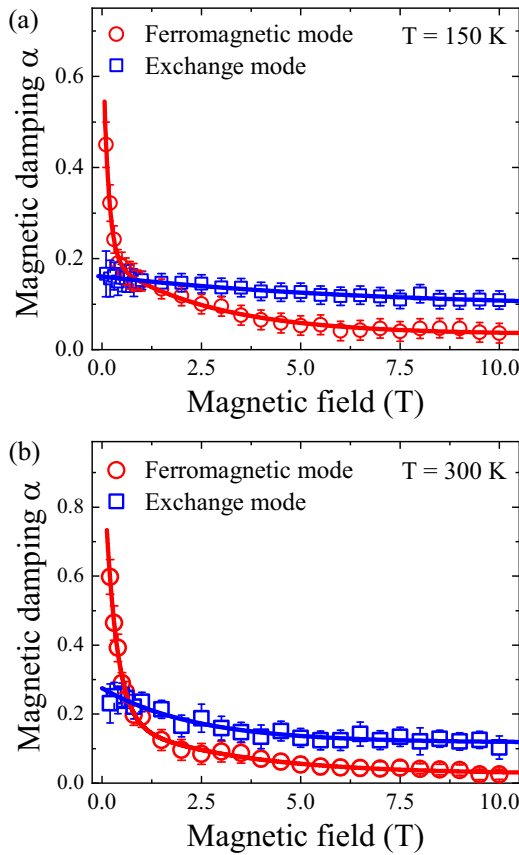 (a)
Ferromagnetic mode
T = 150 K
Exchange mode
Magnetic damping α
0.6
0.4
0.2
0.0
0.0 2.5 5.0 7.5 10.0
Magnetic field (T)
(b)
Ferromagnetic mode
T = 300 K
Exchange mode
Magnetic damping α
0.8
0.6
0.4
0.2
0.0
0.0 2.5 5.0 7.5 10.0
Magnetic field (T)